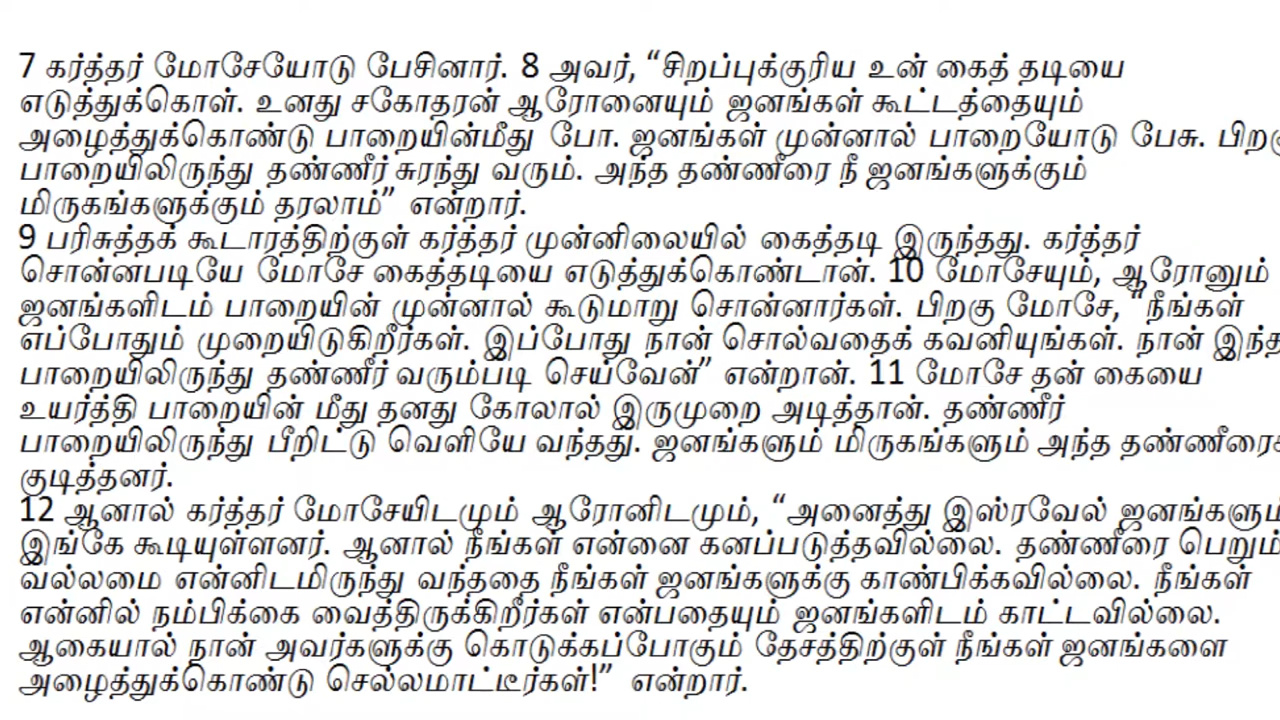 7 கர்த்தர் மோசேயோடு பேசினார். 8 அவர், “சிறப்புக்குரிய உன் கைத் தடியை
எடுத்துக்கொள். உனது சகோதரன் ஆரோனையும் ஜனங்கள் கூட்டத்தையும்
அழைத்துக்கொண்டு பாறையின்மீது போ. ஜனங்கள் முன்னால் பாறையோடு பேசு.
பாறையிலிருந்து தண்ணீர் சுரந்து வரும். அந்த தண்ணீரை நீ ஜனங்களுக்கும்
மிருகங்களுக்கும் தரலாம்” என்றார்.
9 பரிசுத்தக் கூடாரத்திற்குள் கர்த்தர் முன்னிலையில் கைத்தடி இருந்தது. கர்த்தர்
சொன்னபடியே மோசே கைத்தடியை எடுத்துக்கொண்டான். 10 மோசேயும், ஆரோனும்
ஜனங்களிடம் பாறையின் முன்னால் கூடுமாறு சொன்னார்கள். பிறகு மோசே, “நீங்கள்
எப்போதும் முறையிடுகிறீர்கள். இப்போது நான் சொல்வதைக் கவனியுங்கள். நான் இந்த
பாறையிலிருந்து தண்ணீர் வரும்படி செய்வேன்” என்றான். 11 மோசே தன் கையை
உயர்த்தி பாறையின் மீது தனது கோலால் இருமுறை அடித்தான். தண்ணீர்
பாறையிலிருந்து பீறிட்டு வெளியே வந்தது. ஜனங்களும் மிருகங்களும் அந்த
குடித்தனர்.
12 ஆனால் கர்த்தர் மோசேயிடமும் ஆரோனிடமும், “அனைத்து இஸ்ரவேல் ஜனங்களும்
இங்கே கூடியுள்ளனர். ஆனால் நீங்கள் என்னை கனப்படுத்தவில்லை. தண்ணீரை பெறும்
வல்லமை என்னிடமிருந்து வந்ததை நீங்கள் ஜனங்களுக்கு காண்பிக்கவில்லை. நீங்கள்
என்னில் நம்பிக்கை வைத்திருக்கிறீர்கள் என்பதையும் ஜனங்களிடம் காட்டவில்லை.
ஆகையால் நான் அவர்களுக்கு கொடுக்கப்போகும் தேசத்திற்குள் நீங்கள் ஜனங்களை
அழைத்துக்கொண்டு செல்லமாட்டீர்கள்!” என்றார்.